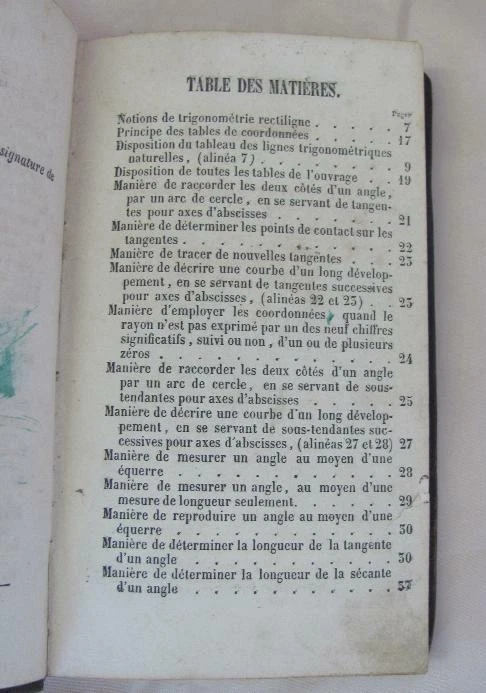 signature de
TABLE DES MATIÈRES.
Pages
Notions de trigonométrie rectiligne . . . . 7
Principe des tables de coordonnées . . . . . 17
Disposition du tableau des lignes trigonométriques
naturelles, (alinéa 7) . . . . . . . . 9
Disposition de toutes les tables de l'ouvrage . . 19
Manière de raccorder les deux côtés d'un angle,
par un arc de cercle, en se servant de tangen-
tes pour axes d'abscisses . . . . . . . 21
Manière de déterminer les points de contact sur les
tangentes . . . . . . . . . . . . 22
Manière de tracer de nouvelles tangentes . . . 23
Manière de décrire une courbe d'un long dévelop-
pement, en se servant de tangentes successives
pour axes d'abscisses, (alinéas 22 et 23) . . 23
Manière d'employer les coordonnées, quand le
rayon n'est pas exprimé par un des neuf chiffres
significatifs, suivi ou non, d'un ou de plusieurs
zéros . . . . . . . . . . . . . 24
Manière de raccorder les deux côtés d'un angle
par un arc de cercle, en se servant de sous-
tendantes pour axes d'abscisses . . . . . 25
Manière de décrire une courbe d'un long dévelop-
pement, en se servant de sous-tendantes suc-
cessives pour axes d'abscisses, (alinéas 27 et 28) 27
Manière de mesurer un angle au moyen d'une
équerre . . . . . . . . . . . . 28
Manière de mesurer un angle, au moyen d'une
mesure de longueur seulement. . . . . . 29
Manière de reproduire un angle au moyen d'une
équerre . . . . . . . . . . . . 30
Manière de déterminer la longueur de la tangente
d'un angle . . . . . . . . . . . 30
Manière de déterminer la longueur de la sécante
d'un angle . . . . . . . . . . . 37